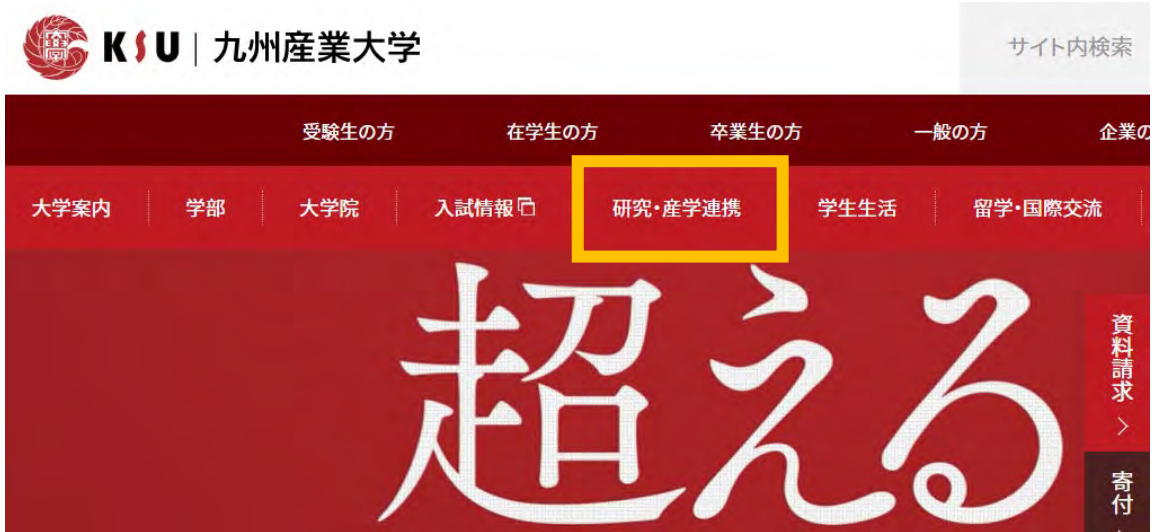 KSU | 九州産業大学
サイト内検索
受験生の方 在学生の方 卒業生の方 一般の方 企業の
大学案内 学部 大学院 入試情報 研究・産学連携 学生生活 留学・国際交流
超える
資料請求 >
寄付